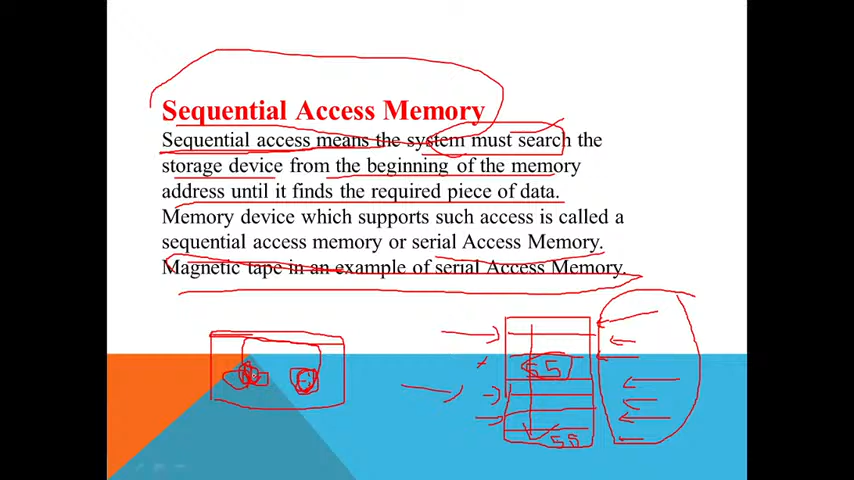 Sequential Access Memory
Sequential access means the system must search the
storage device from the beginning of the memory
address until it finds the required piece of data.
Memory device which supports such access is called a
sequential access memory or serial Access Memory.
Magnetic tape in an example of serial Access Memory.
55
55